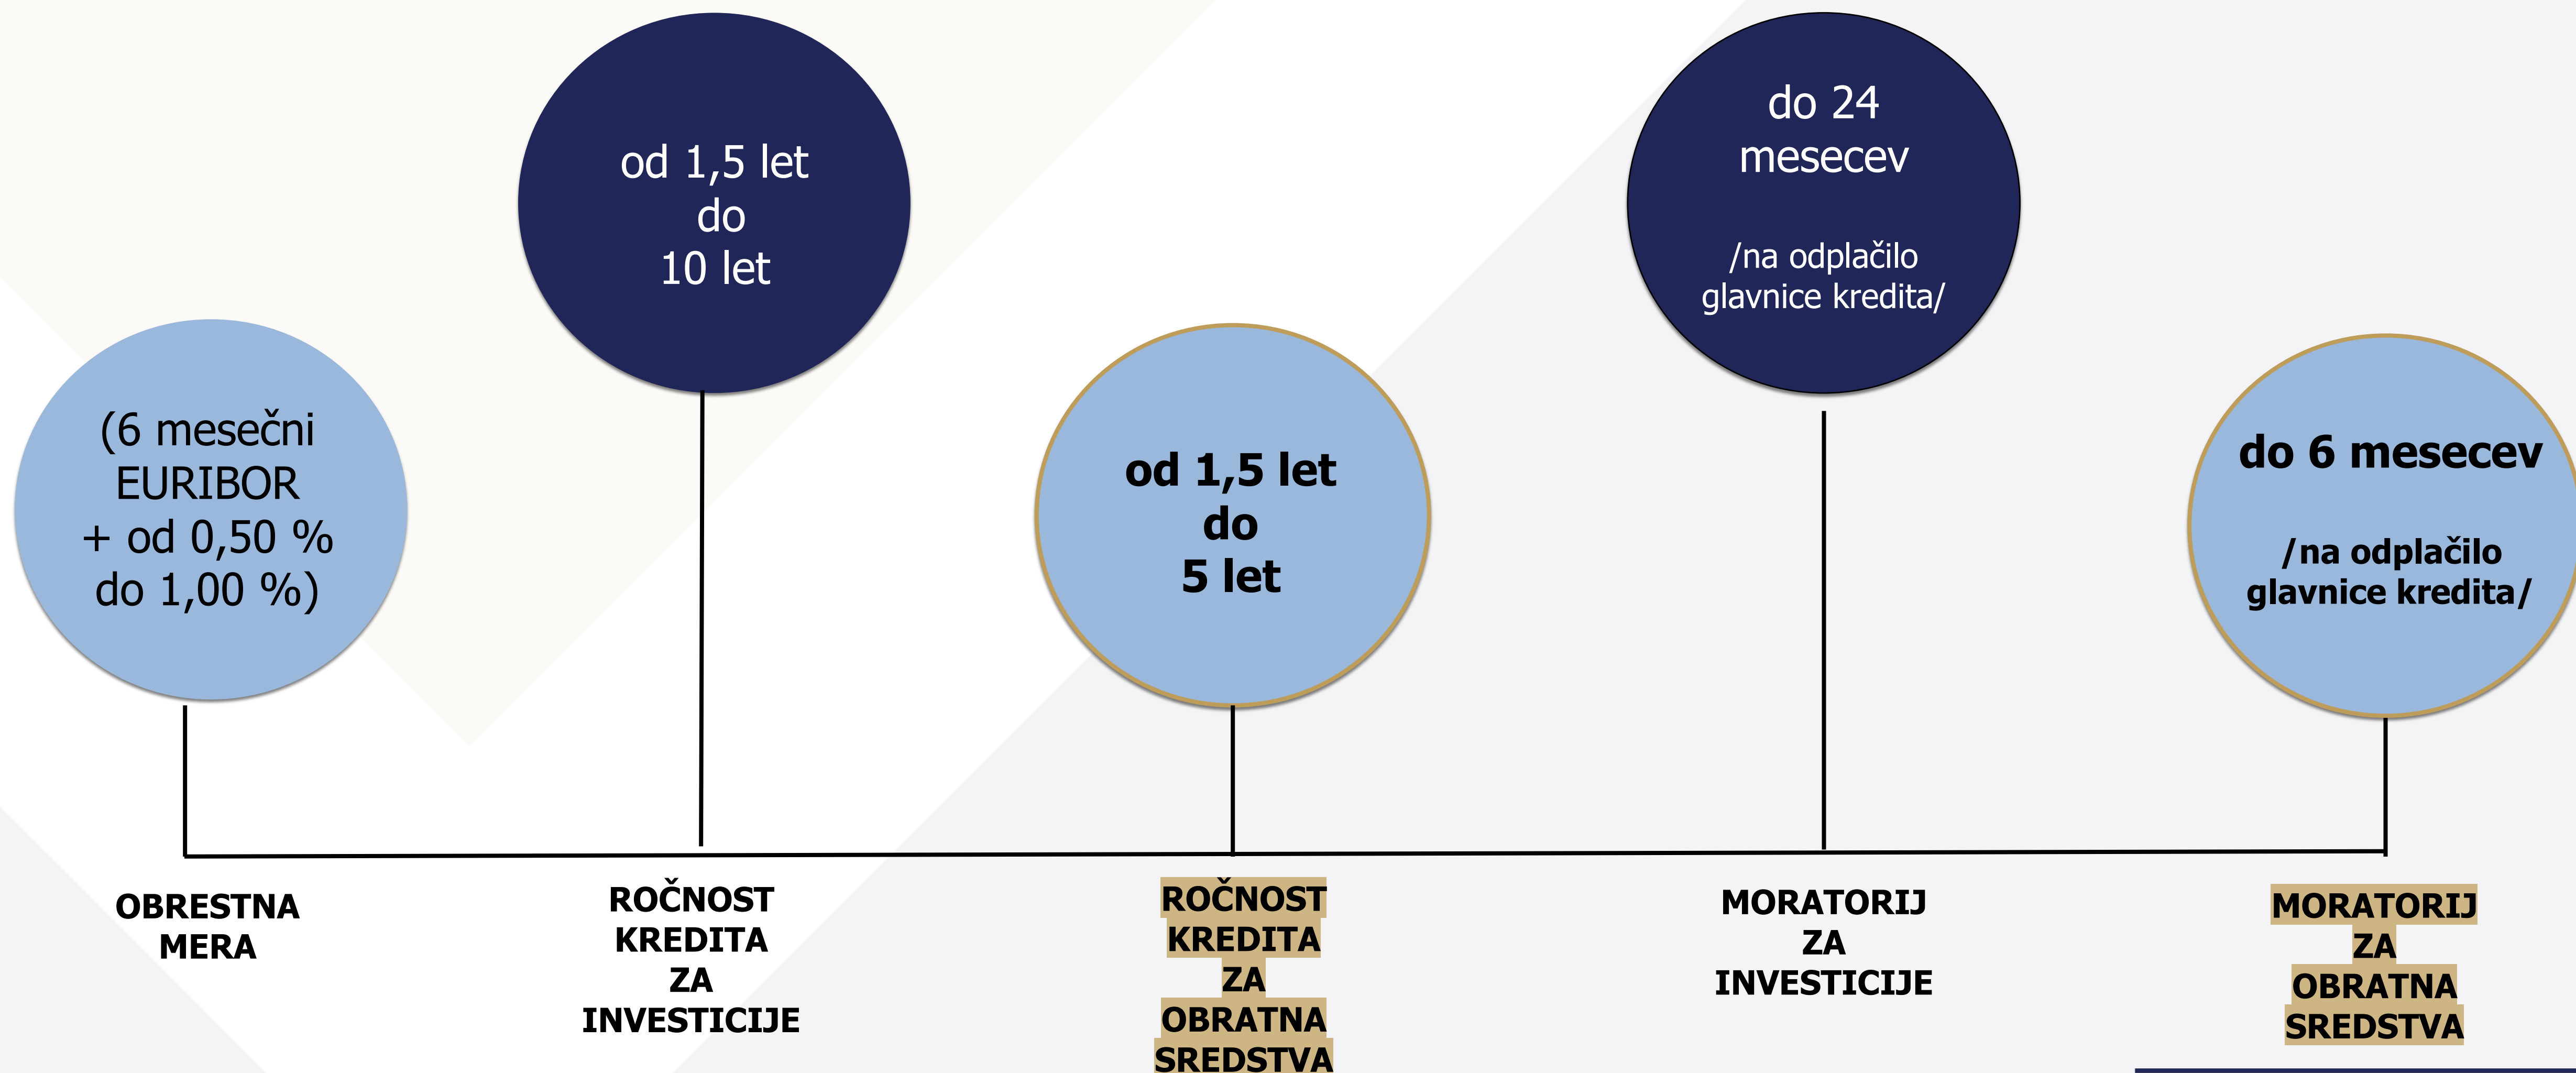 (6 mesečni
EURIBOR
+ od 0,50 %
do 1,00 %)
OBRESTNA
MERA
od 1,5 let
do
10 let
ROČNOST
KREDITA
ZA
INVESTICIJE
od 1,5 let
do
5 let
ROČNOST
KREDITA
ZA
OBRATNA
SREDSTVA
do 24
mesecev
/na odplačilo
glavnice kredita/
MORATORIJ
ZA
INVESTICIJE
do 6 mesecev
/na odplačilo
glavnice kredita/
MORATORIJ
ZA
OBRATNA
SREDSTVA